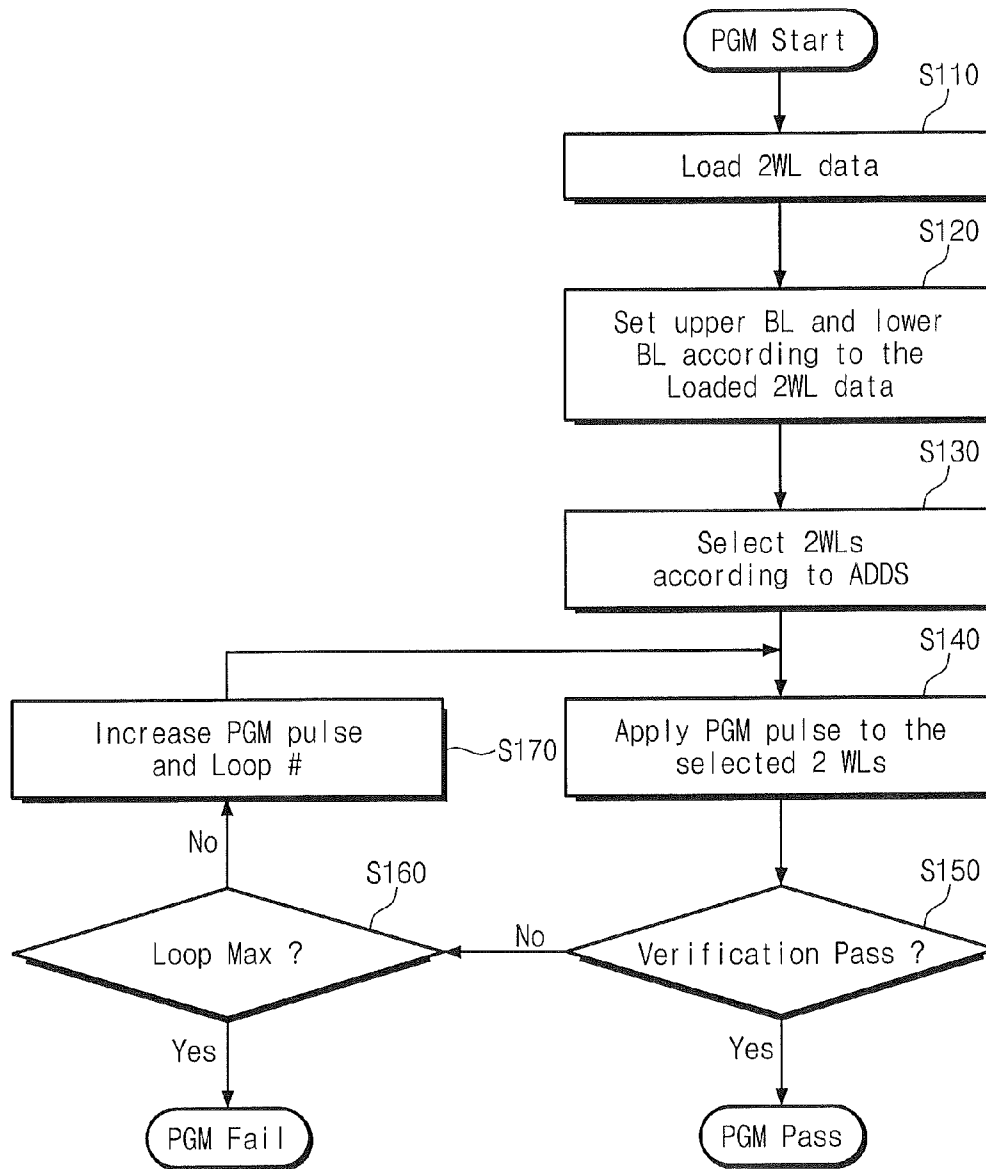 PGM Start
S110
Load 2WL data
S120
Set upper BL and lower
BL according to the
Loaded 2WL data
S130
Select 2WLs
according to ADDS
S140
Apply PGM pulse to the
selected 2 WLs
Increase PGM pulse
and Loop #
S170
No
S160
Loop Max ?
No
S150
Verification Pass ?
Yes
Yes
PGM Fail
PGM Pass